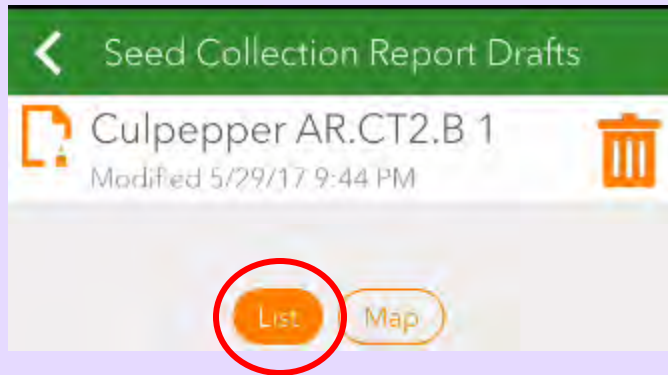 Seed Collection Report Drafts
Culpepper AR.CT2.B 1
Modified 5/29/17 9:44 PM
List Map